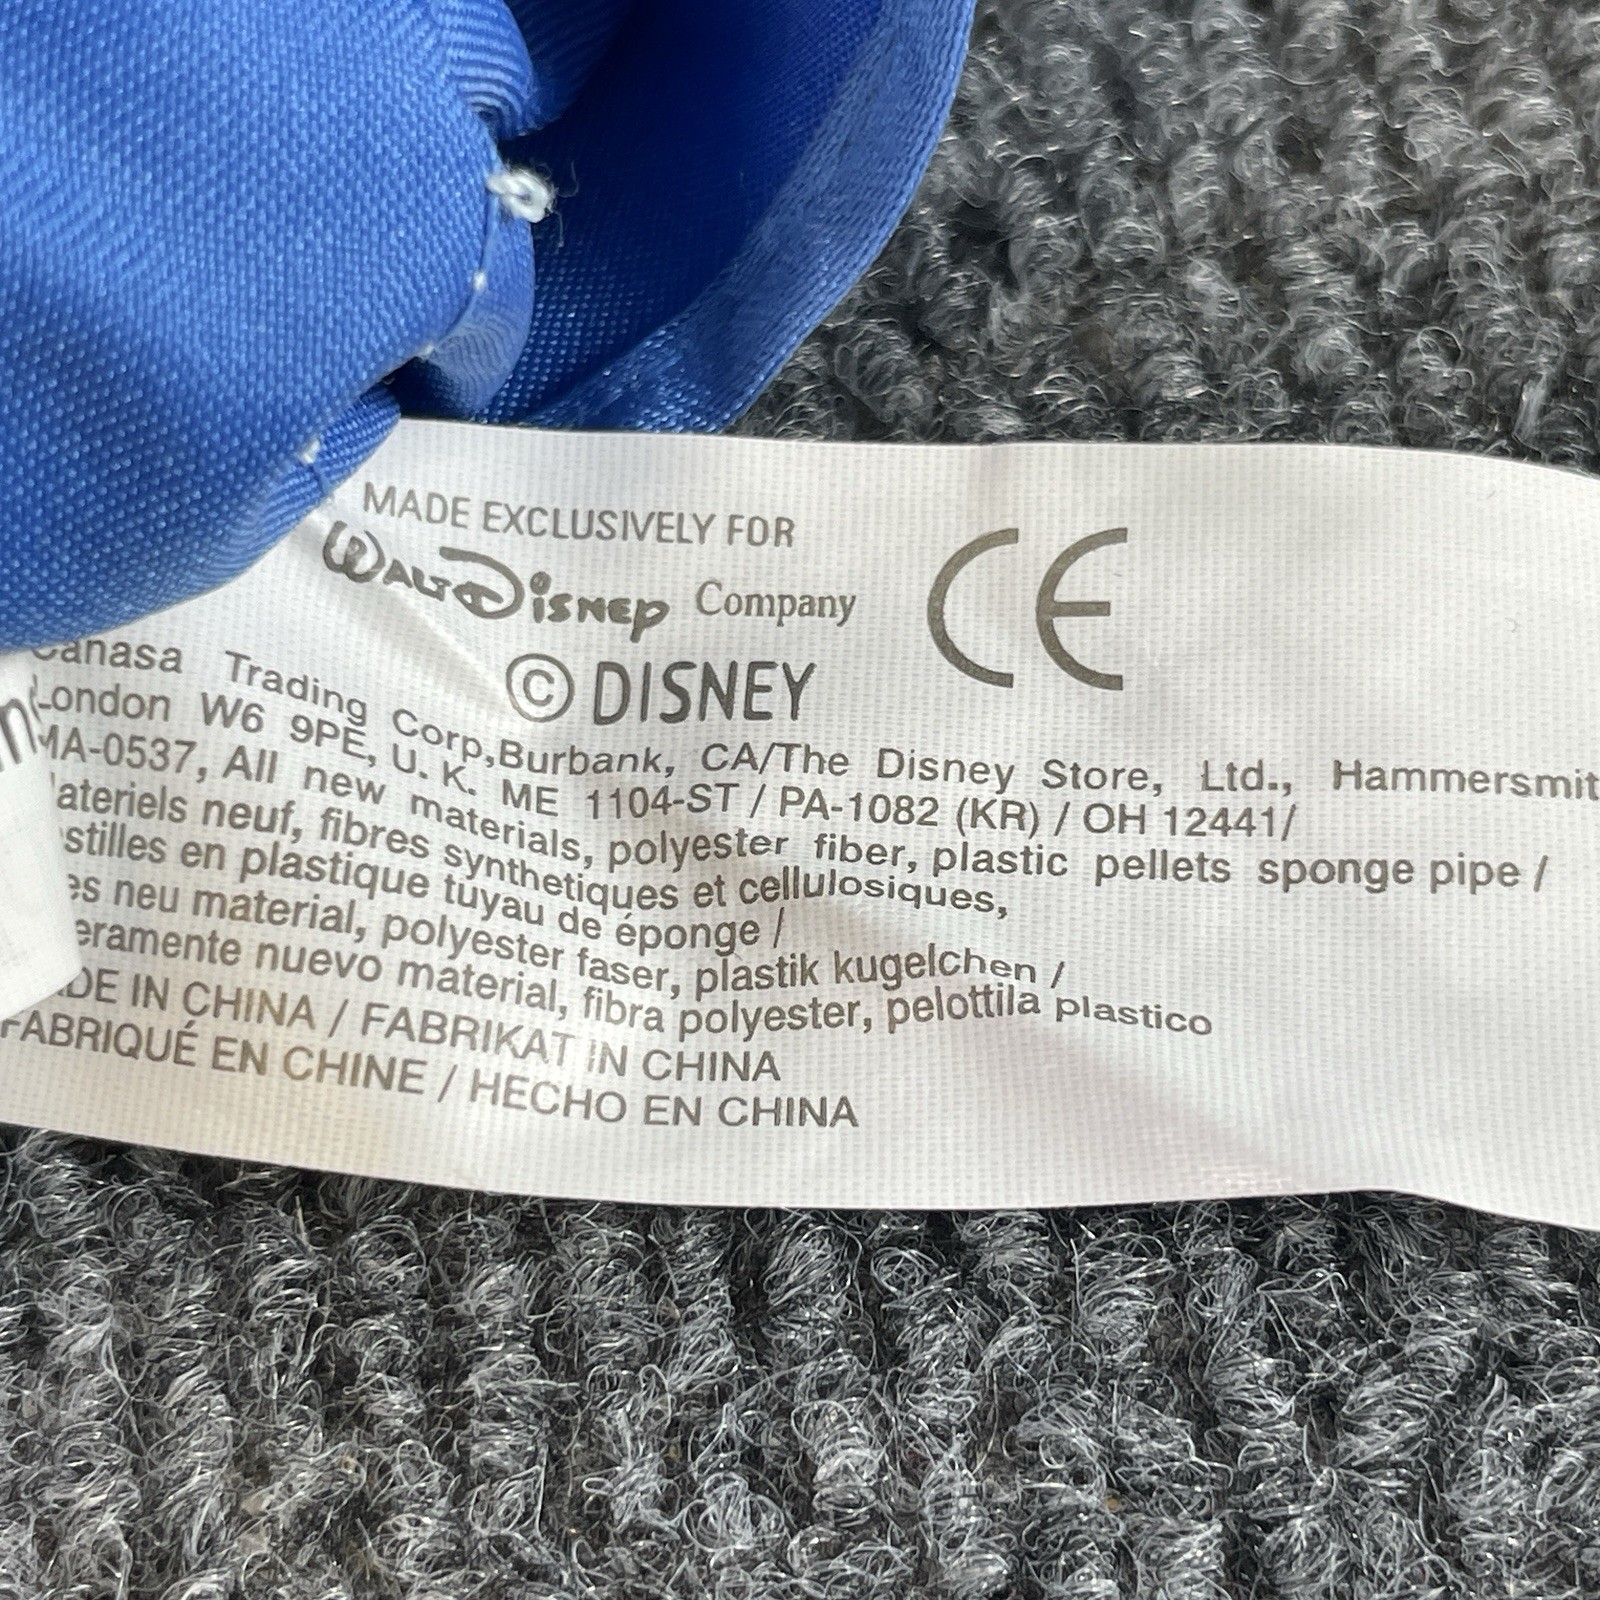 MADE EXCLUSIVELY FOR
WALT DISNEY Company
CE
© DISNEY
Canasa Trading Corp,Burbank, CA/The Disney Store, Ltd., Hammersmit
London W6 9PE, U. K. ME 1104-ST / PA-1082 (KR) / OH 12441/
MA-0537, All new materials, polyester fiber, plastic pellets sponge pipe /
ateriels neuf, fibres synthetiques et cellulosiques,
stilles en plastique tuyau de éponge /
es neu material, polyester faser, plastik kugelchen /
eramente nuevo material, fibra polyester, pelottila plastico
DE IN CHINA / FABRIKAT IN CHINA
FABRIQUÉ EN CHINE / HECHO EN CHINA